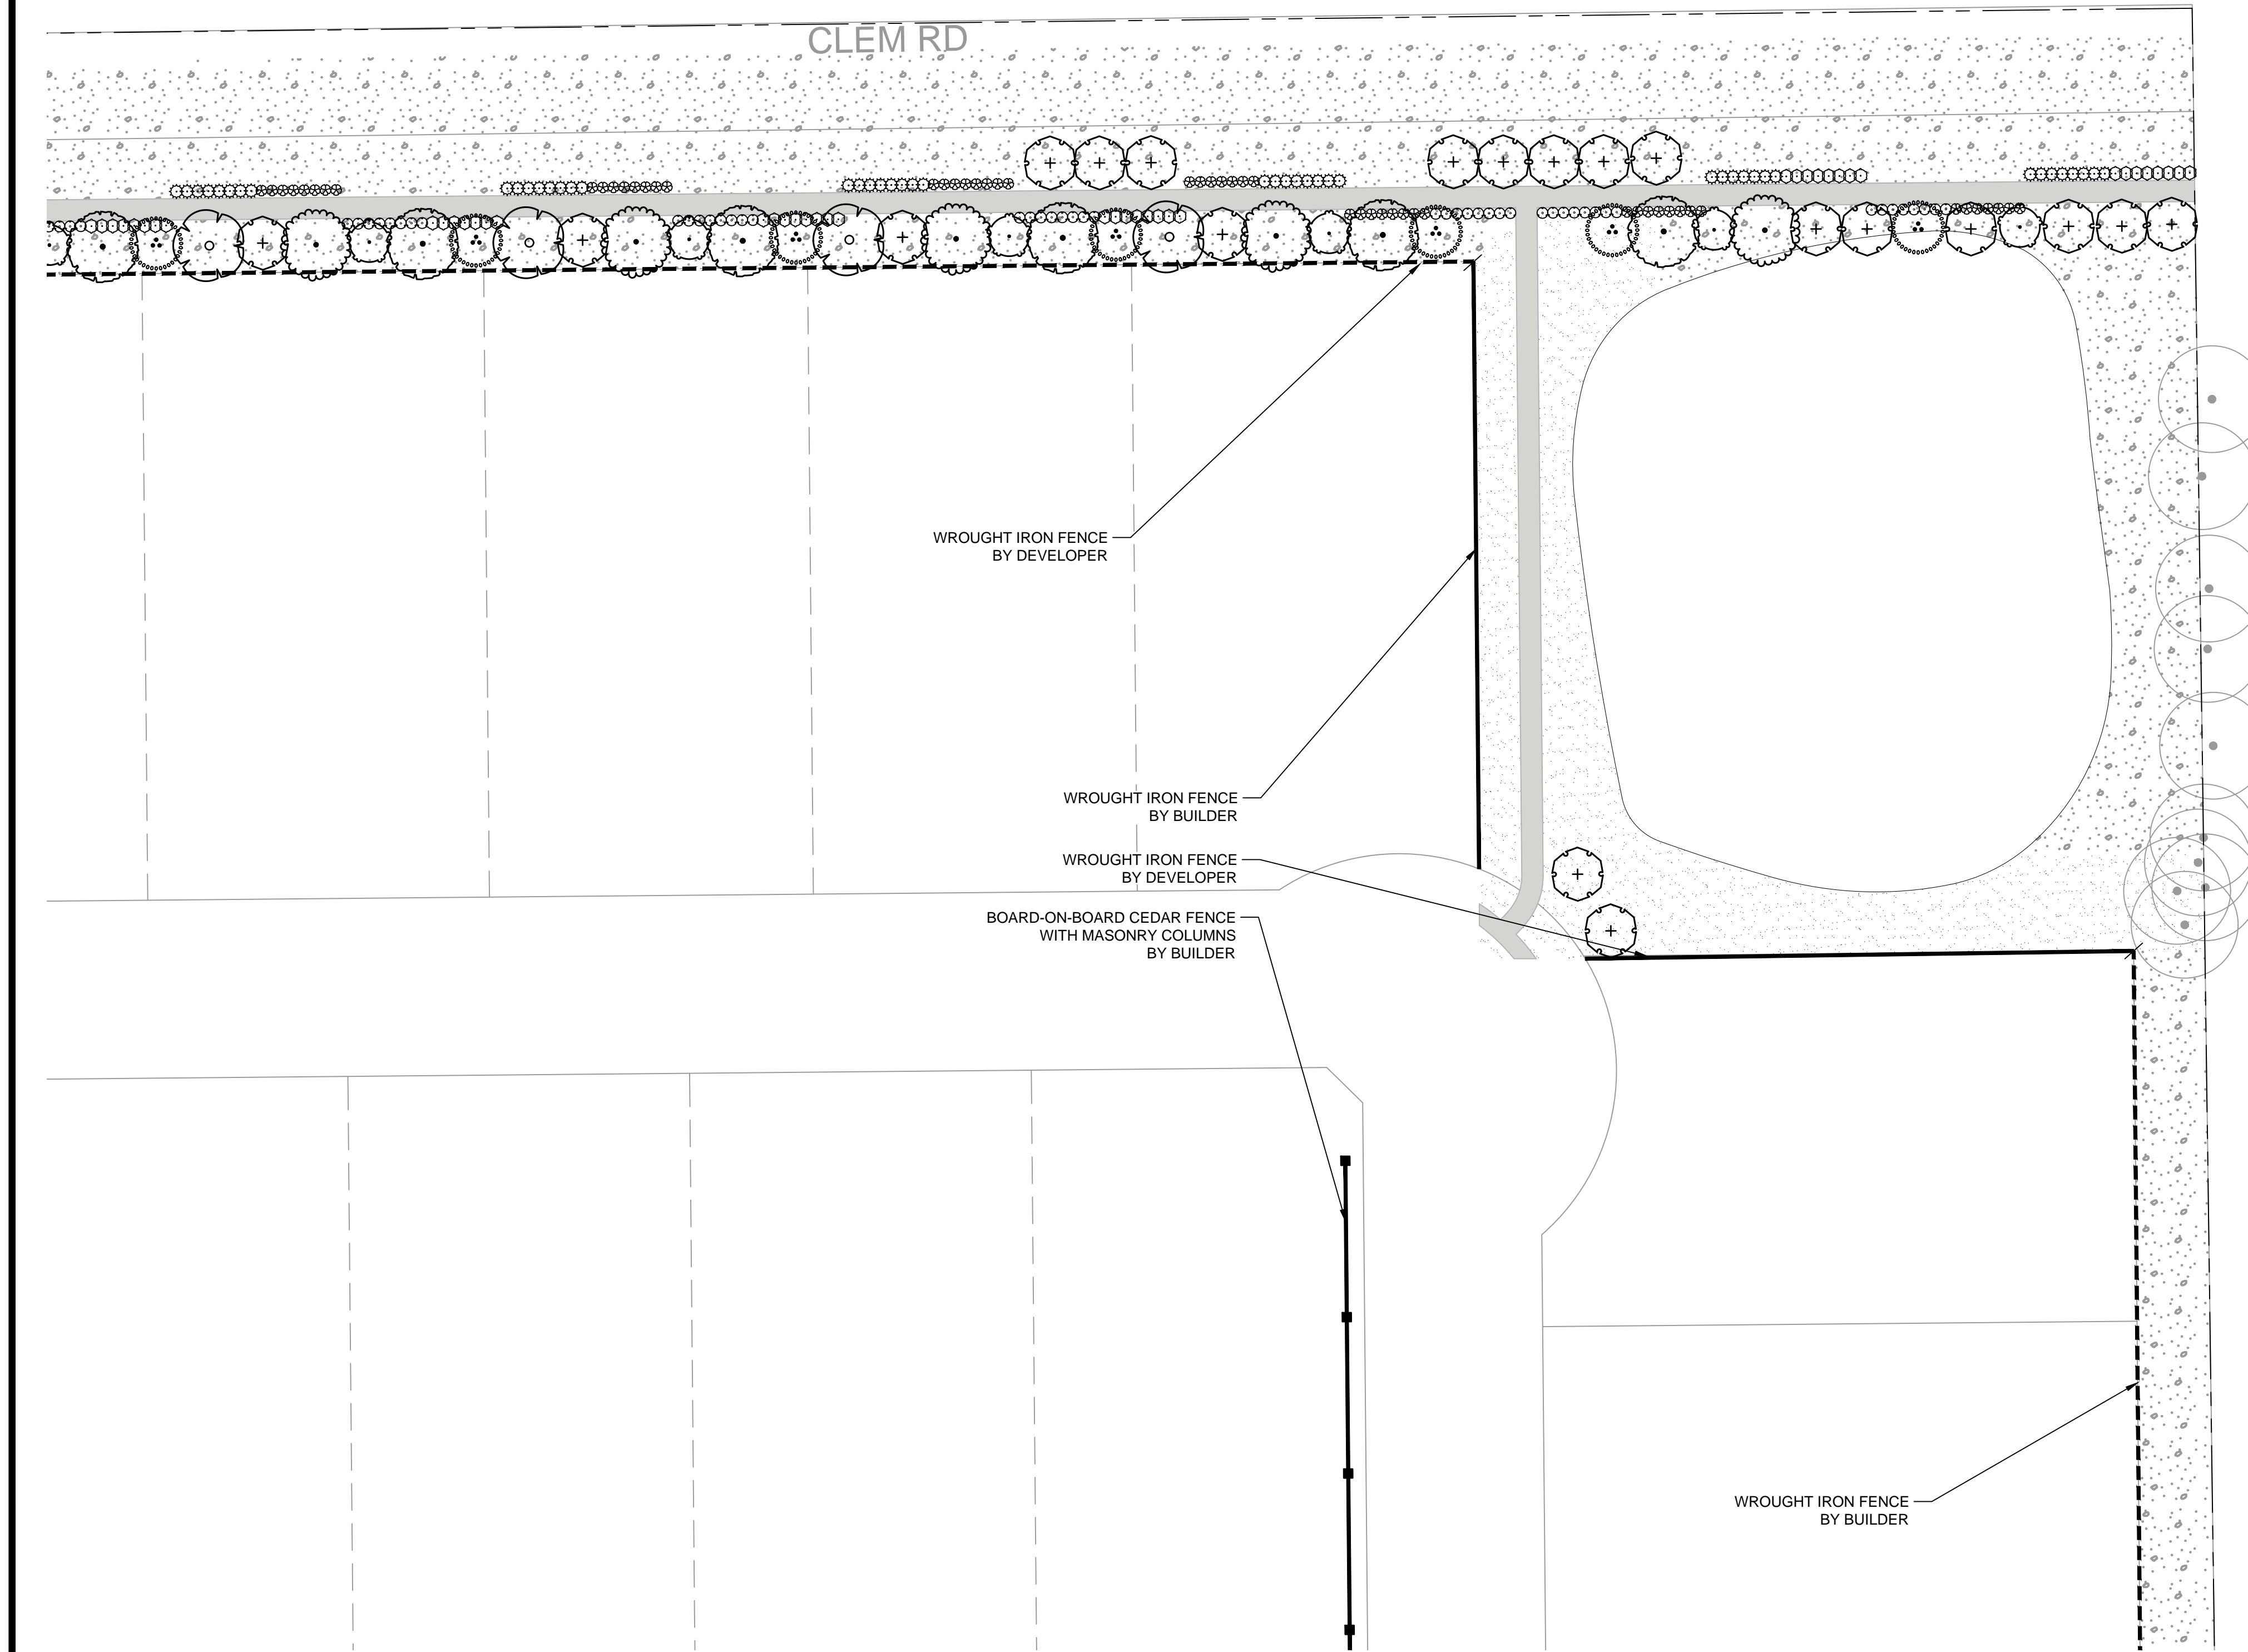 CLEM RD
WROUGHT IRON FENCE
BY DEVELOPER
WROUGHT IRON FENCE
BY BUILDER
WROUGHT IRON FENCE
BY DEVELOPER
BOARD-ON-BOARD CEDAR FENCE
WITH MASONRY COLUMNS
BY BUILDER
WROUGHT IRON FENCE
BY BUILDER